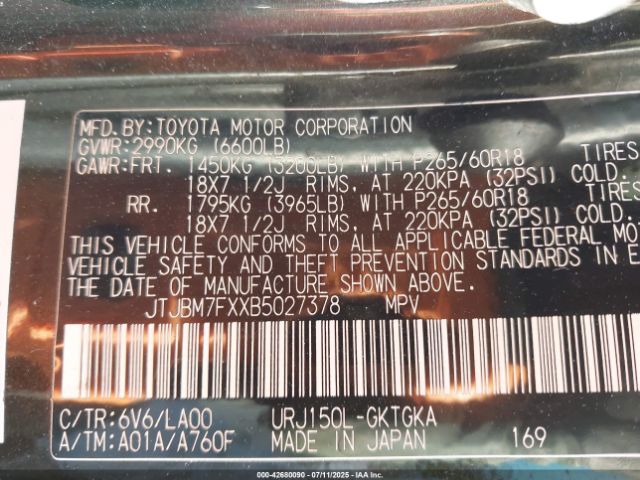 MFD. BY: TOYOTA MOTOR CORPORATION
GVWR: 2990KG (6600LB)
GAWR: FRT. 1450KG (3200LB) WITH P265/60R18 TIRES
18X7 1/2J RIMS, AT 220KPA (32PSI) COLD.
RR. 1795KG (3965LB) WITH P265/60R18 TIRES
18X7 1/2J RIMS, AT 220KPA (32PSI) COLD.
THIS VEHICLE CONFORMS TO ALL APPLICABLE FEDERAL MOT
VEHICLE SAFETY AND THEFT PREVENTION STANDARDS IN E
THE DATE OF MANUFACTURE SHOWN ABOVE.
JTJBM7FXXB5027378 MPV
C/TR: 6V6/LA00 URJ150L-GKTGKA
A/TM: A01A/A760F MADE IN JAPAN 169
000-42680090 - 07/11/2025 - IAA Inc.